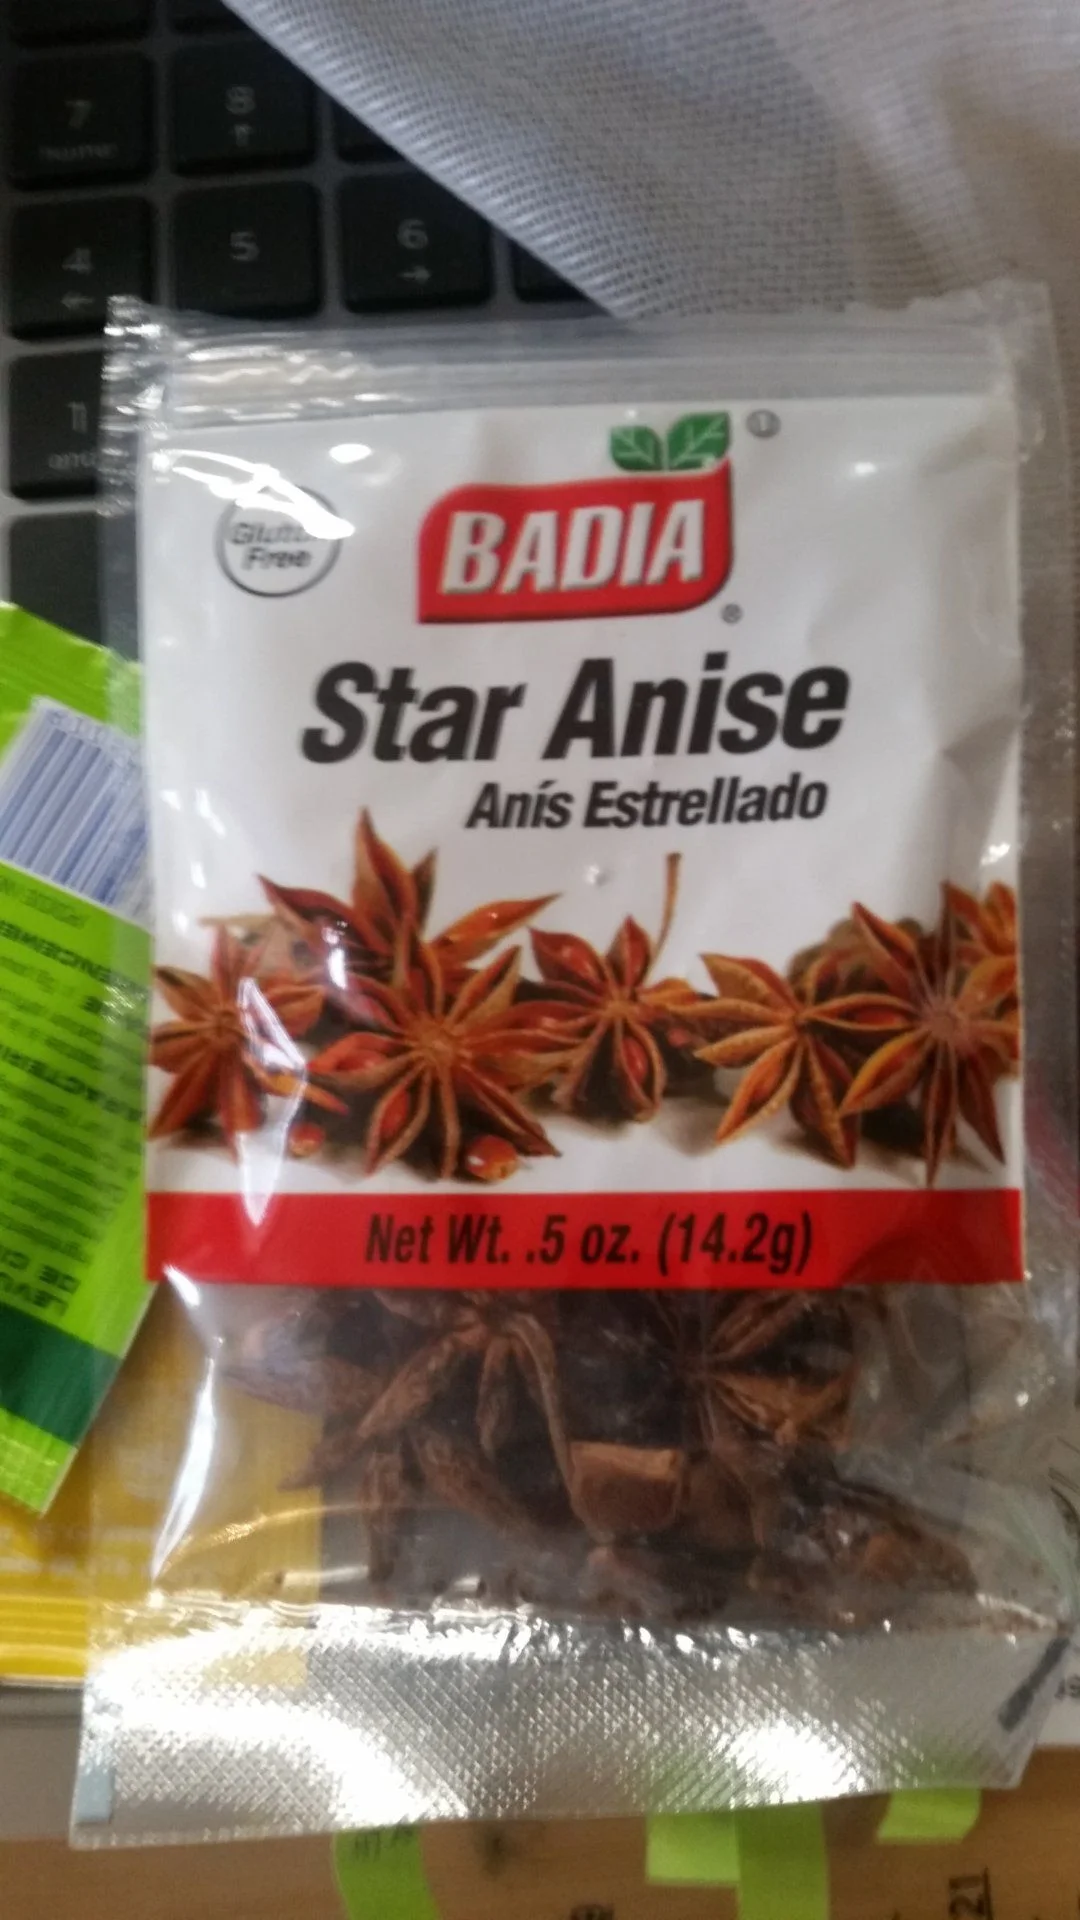 7
8
4
5
6
1
Gluten
Free
BADIA
®
Star Anise
Anís Estrellado
Net Wt. .5 oz. (14.2g)
21